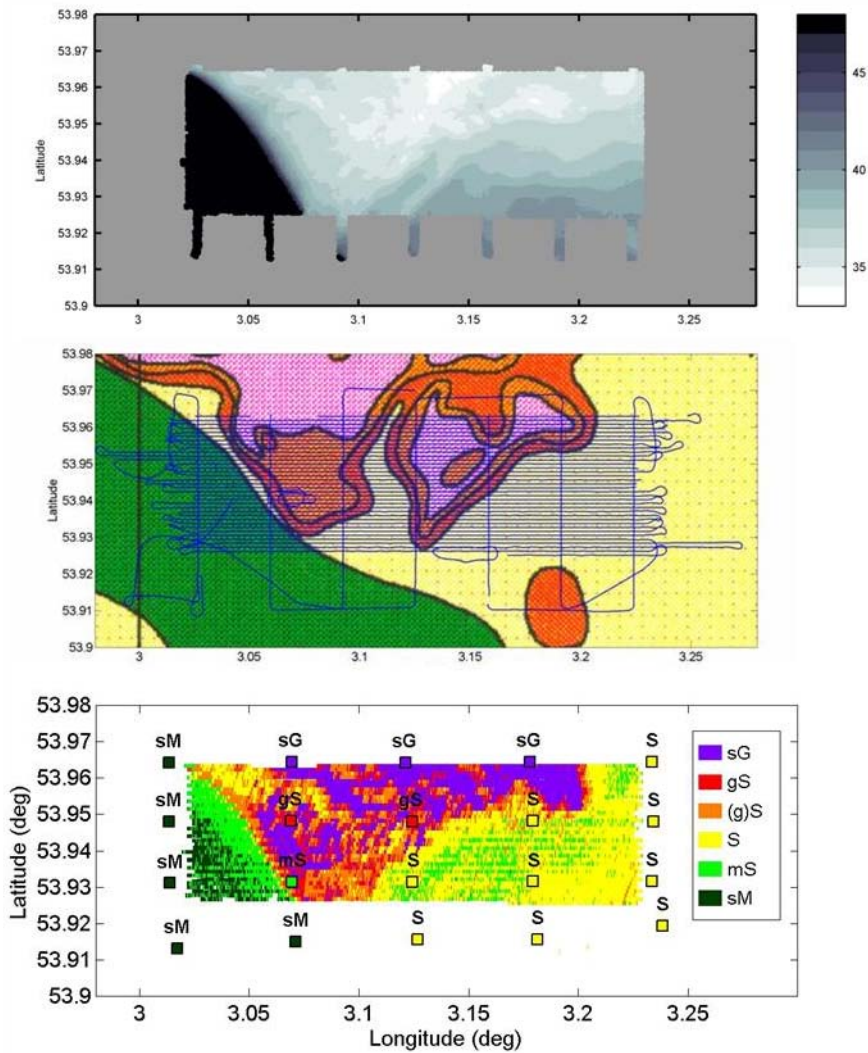 53.98
53.97
53.96
53.95
53.94
53.93
53.92
53.91
53.9
Latitude
3
3.05
3.1
3.15
3.2
3.25
45
40
35
53.98
53.97
53.96
53.95
53.94
53.93
53.92
53.91
53.9
Latitude
3
3.05
3.1
3.15
3.2
3.25
53.98
53.97
53.96
53.95
53.94
53.93
53.92
53.91
53.9
Latitude (deg)
sM sG sG sG S
sM gS gS S S
sM mS S S S
sM sM S S S
sG
gS
(g)S
S
mS
sM
3 3.05 3.1 3.15 3.2 3.25
Longitude (deg)